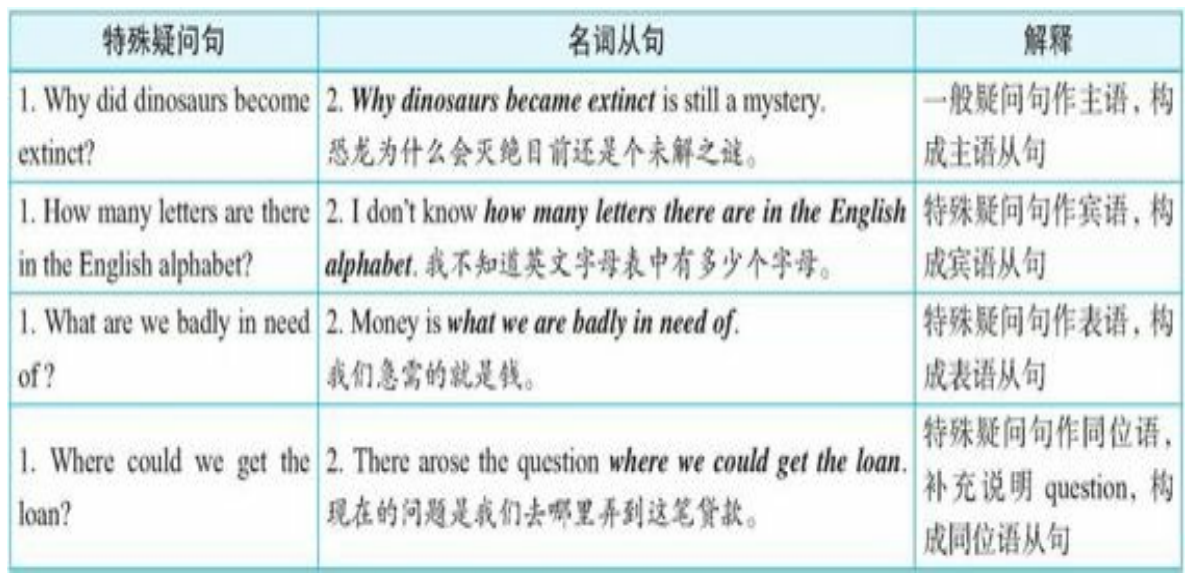 特殊疑问句
名词从句
解释
1. Why did dinosaurs become
extinct?
2. Why dinosaurs became extinct is still a mystery.
恐龙为什么会灭绝目前还是个未解之谜。
一般疑问句作主语，构
成主语从句
1. How many letters are there
in the English alphabet?
2. I don't know how many letters there are in the English
alphabet. 我不知道英文字母表中有多少个字母。
特殊疑问句作宾语，构
成宾语从句
1. What are we badly in need
of?
2. Money is what we are badly in need of.
我们急需的就是钱。
特殊疑问句作表语，构
成表语从句
1. Where could we get the
loan?
2. There arose the question where we could get the loan.
现在的问题是我们去哪里弄到这笔贷款。
特殊疑问句作同位语，
补充说明 question，构
成同位语从句